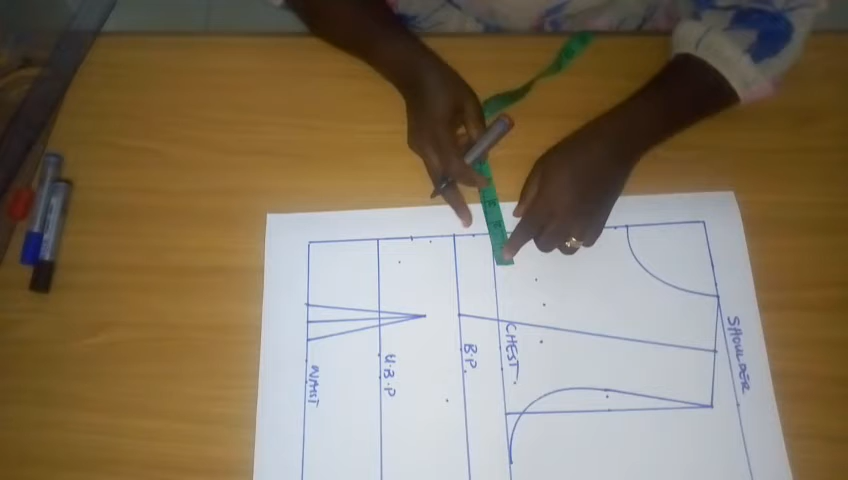 SHOULDER
CHEST.
B.P.
U.B.P
WAIST